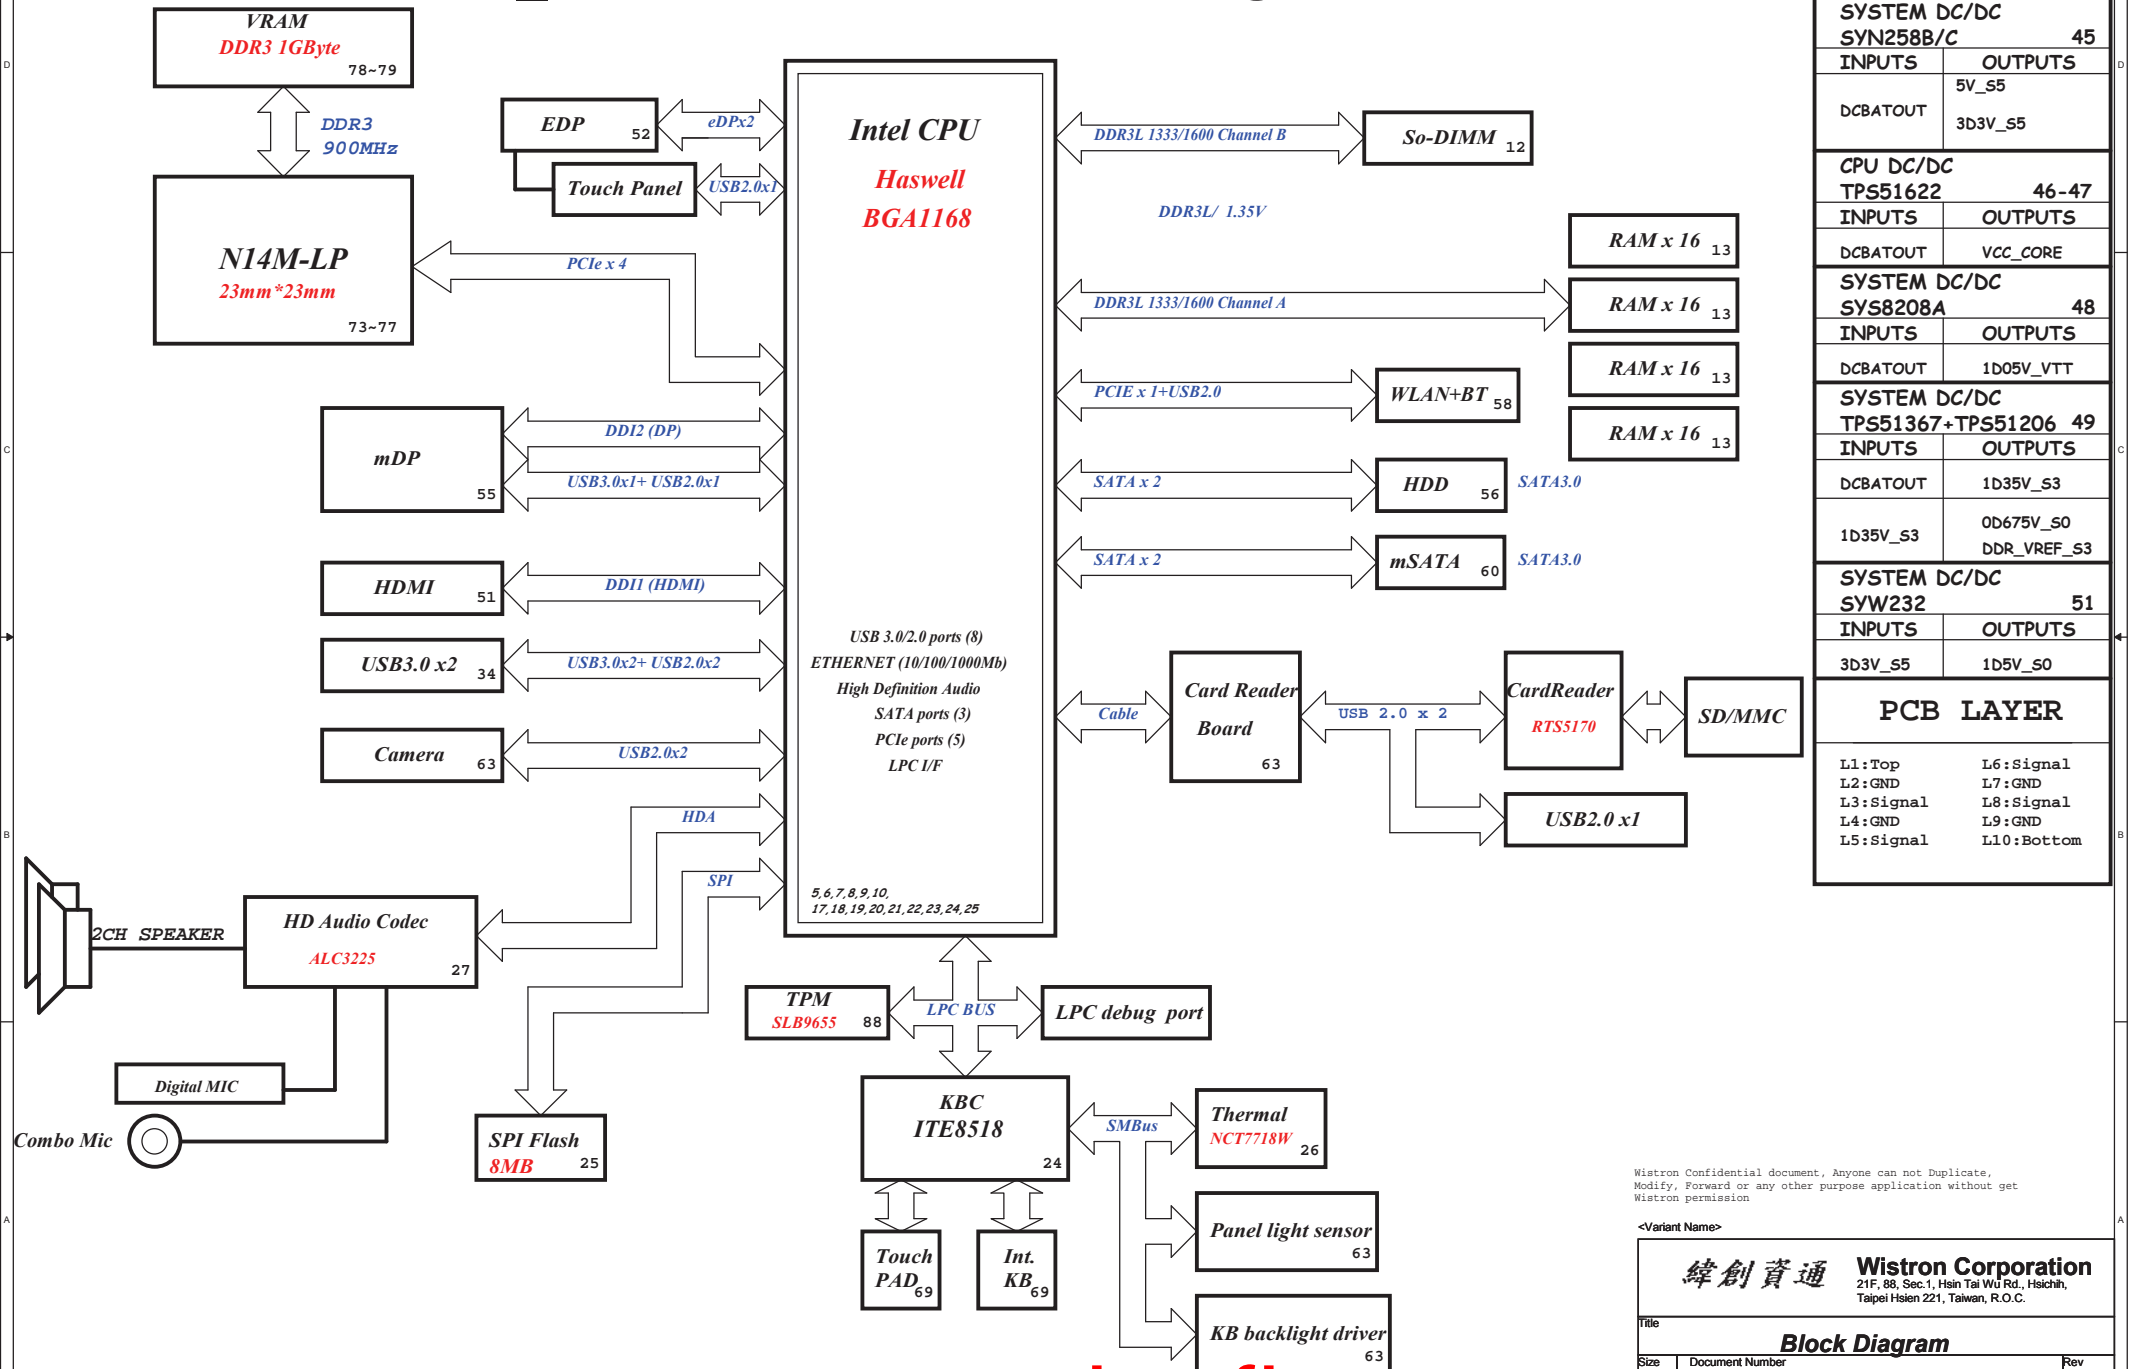 VRAM
DDR3 1GByte
78~79
DDR3
900MHz
N14M-LP
23mm*23mm
73~77
EDP
52
eDPx2
Touch Panel
USB2.0x1
PCIe x 4
mDP
55
DDI2 (DP)
USB3.0x1+ USB2.0x1
HDMI
51
DDI1 (HDMI)
USB3.0 x2
34
USB3.0x2+ USB2.0x2
Camera
63
USB2.0x2
HDA
SPI
2CH SPEAKER
HD Audio Codec
ALC3225
27
Digital MIC
Combo Mic
SPI Flash
8MB
25
Intel CPU
Haswell
BGA1168
USB 3.0/2.0 ports (8)
ETHERNET (10/100/1000Mb)
High Definition Audio
SATA ports (3)
PCIe ports (5)
LPC I/F
5,6,7,8,9,10,
17,18,19,20,21,22,23,24,25
DDR3L 1333/1600 Channel B
So-DIMM
12
DDR3L/ 1.35V
DDR3L 1333/1600 Channel A
RAM x 16
13
RAM x 16
13
RAM x 16
13
RAM x 16
13
PCIE x 1+USB2.0
WLAN+BT
58
SATA x 2
HDD
56
SATA3.0
SATA x 2
mSATA
60
SATA3.0
Cable
Card Reader
Board
63
USB 2.0 x 2
CardReader
RTS5170
SD/MMC
USB2.0 x1
TPM
SLB9655
88
LPC BUS
LPC debug port
KBC
ITE8518
24
SMBus
Thermal
NCT7718W
26
Panel light sensor
63
KB backlight driver
63
Touch
PAD
69
Int.
KB
69
SYSTEM DC/DC
SYN258B/C 45
INPUTS OUTPUTS
DCBATOUT
5V_S5
3D3V_S5
CPU DC/DC
TPS51622 46-47
INPUTS OUTPUTS
DCBATOUT VCC_CORE
SYSTEM DC/DC
SYS8208A 48
INPUTS OUTPUTS
DCBATOUT 1D05V_VTT
SYSTEM DC/DC
TPS51367+TPS51206 49
INPUTS OUTPUTS
DCBATOUT 1D35V_S3
1D35V_S3
0D675V_S0
DDR_VREF_S3
SYSTEM DC/DC
SYW232 51
INPUTS OUTPUTS
3D3V_S5 1D5V_S0
PCB LAYER
L1:Top L6:Signal
L2:GND L7:GND
L3:Signal L8:Signal
L4:GND L9:GND
L5:Signal L10:Bottom
Wistron Confidential document, Anyone can not Duplicate,
Modify, Forward or any other purpose application without get
Wistron permission
<Variant Name>
緯創資通
Wistron Corporation
21F, 88, Sec.1, Hsin Tai Wu Rd., Hsichih,
Taipei Hsien 221, Taiwan, R.O.C.
Title
Block Diagram
Size Document Number Rev
D
C
B
A
D
C
B
A